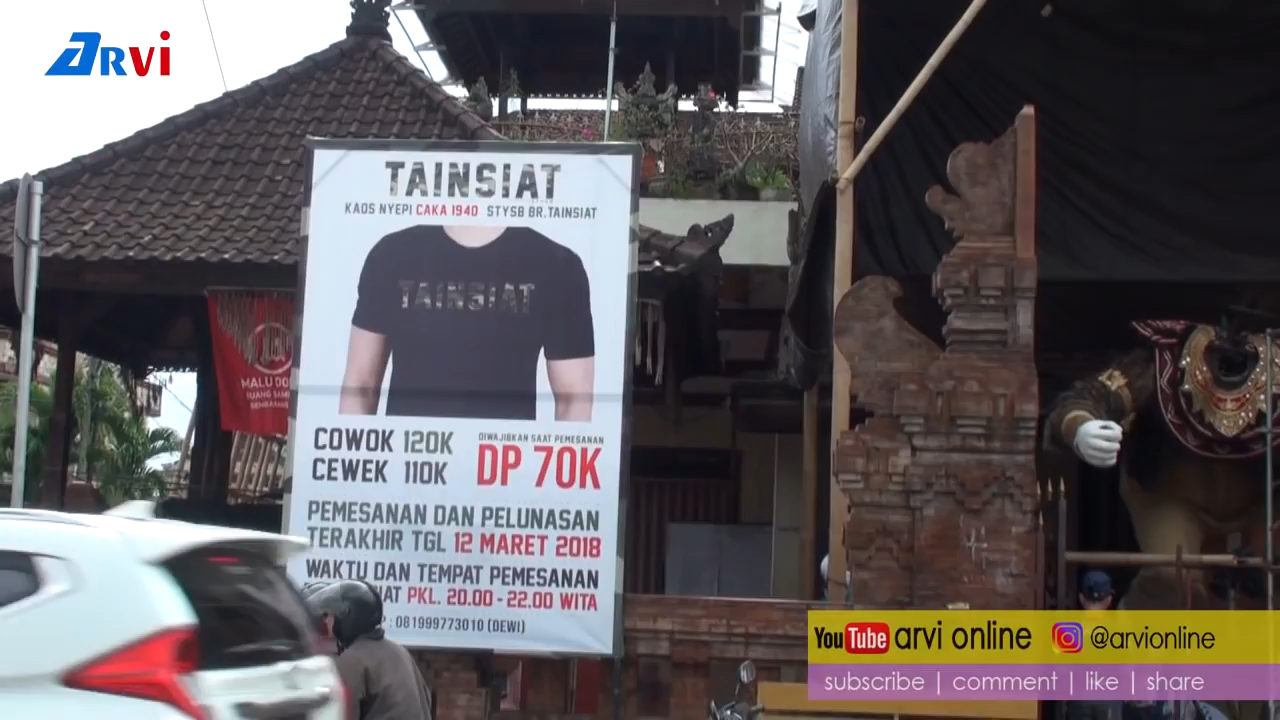 ARVI
TAINSIAT
KAOS NYEPI CAKA 1940 STYSB BR.TAINSIAT
TAINSIAT
COWOK 120K
CEWEK 110K
DIWAJIBKAN SAAT PEMESANAN
DP 70K
PEMESANAN DAN PELUNASAN
TERAKHIR TGL 12 MARET 2018
WAKTU DAN TEMPAT PEMESANAN
PKL. 20.00 - 22.00 WITA
: 081999773010 (DEWI)
MALU DO
YouTube arvi online @arvionline
subscribe | comment | like | share